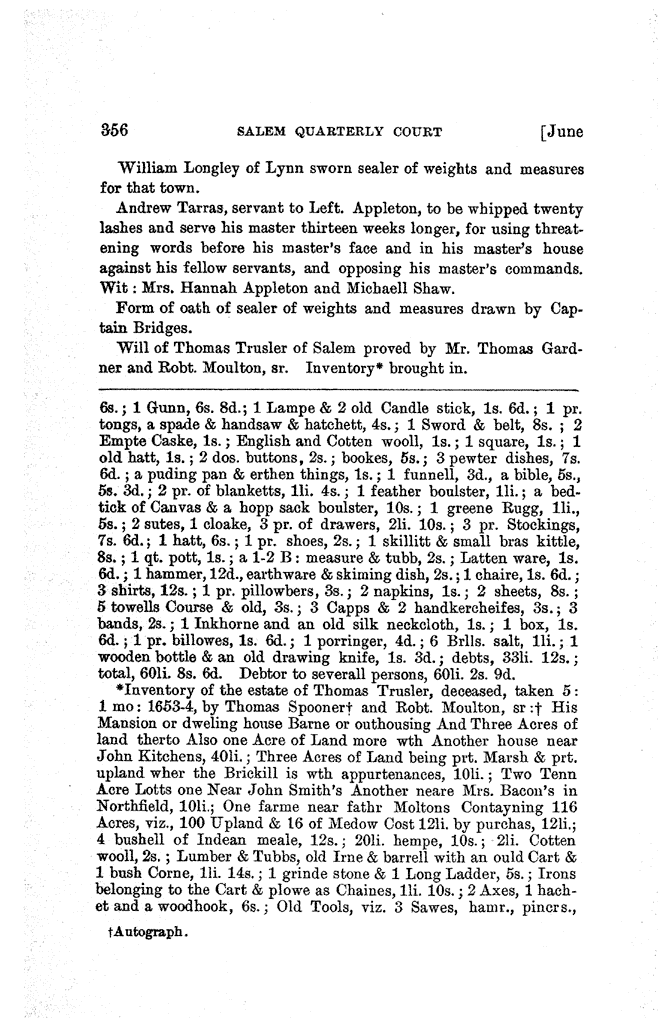 356 SALEM QUARTERLY COURT [June
William Longley of Lynn sworn sealer of weights and measures
for that town.
Andrew Tarras, servant to Left. Appleton, to be whipped twenty
lashes and serve his master thirteen weeks longer, for using threat-
ening words before his master's face and in his master's house
against his fellow servants, and opposing his master's commands.
Wit : Mrs. Hannah Appleton and Michaell Shaw.
Form of oath of sealer of weights and measures drawn by Cap-
tain Bridges.
Will of Thomas Trusler of Salem proved by Mr. Thomas Gard-
ner and Robt. Moulton, sr. Inventory* brought in.
6s. ; 1 Gunn, 6s. 8d.; 1 Lampe & 2 old Candle stick, 1s. 6d. ; 1 pr.
tongs, a spade & handsaw & hatchett, 4s.; 1 Sword & belt, 8s. ; 2
Empte Caske, 1s. ; English and Cotten wooll, 1s. ; 1 square, 1s. ; 1
old hatt, 1s. ; 2 dos. buttons, 2s. ; bookes, 5s. ; 3 pewter dishes, 7s.
6d. ; a puding pan & erthen things, 1s. ; 1 funnell, 3d., a bible, 5s.,
5s. 3d. ; 2 pr. of blanketts, 1li. 4s. ; 1 feather boulster, 1li. ; a bed-
tick of Canvas & a hopp sack boulster, 10s. ; 1 greene Rugg, 1li.,
5s. ; 2 sutes, 1 cloake, 3 pr. of drawers, 2li. 10s. ; 3 pr. Stockings,
7s. 6d. ; 1 hatt, 6s. ; 1 pr. shoes, 2s. ; 1 skillitt & small bras kittle,
8s. ; 1 qt. pott, 1s. ; a 1-2 B : measure & tubb, 2s. ; Latten ware, 1s.
6d. ; 1 hammer, 12d., earthware & skiming dish, 2s. ; 1 chaire, 1s. 6d. ;
3 shirts, 12s. ; 1 pr. pillowbers, 3s. ; 2 napkins, 1s. ; 2 sheets, 8s. ;
5 towells Course & old, 3s. ; 3 Capps & 2 handkercheifes, 3s. ; 3
bands, 2s. ; 1 Inkhorne and an old silk neckcloth, 1s. ; 1 box, 1s.
6d. ; 1 pr. billowes, 1s. 6d. ; 1 porringer, 4d. ; 6 Brlls. salt, 1li. ; 1
wooden bottle & an old drawing knife, 1s. 3d. ; debts, 33li. 12s. ;
total, 60li. 8s. 6d. Debtor to severall persons, 60li. 2s. 9d.
*Inventory of the estate of Thomas Trusler, deceased, taken 5 :
1 mo : 1653-4, by Thomas Spooner† and Robt. Moulton, sr :† His
Mansion or dweling house Barne or outhousing And Three Acres of
land therto Also one Acre of Land more wth Another house near
John Kitchens, 40li. ; Three Acres of Land being prt. Marsh & prt.
upland wher the Brickill is wth appurtenances, 10li. ; Two Tenn
Acre Lotts one Near John Smith's Another neare Mrs. Bacon's in
Northfield, 10li.; One farme near fathr Moltons Contayning 116
Acres, viz., 100 Upland & 16 of Medow Cost 12li. by purchas, 12li.;
4 bushell of Indean meale, 12s. ; 20li. hempe, 10s. ; 2li. Cotten
wooll, 2s. ; Lumber & Tubbs, old Irne & barrell with an ould Cart &
1 bush Corne, 1li. 14s. ; 1 grinde stone & 1 Long Ladder, 5s. ; Irons
belonging to the Cart & plowe as Chaines, 1li. 10s. ; 2 Axes, 1 hach-
et and a woodhook, 6s. ; Old Tools, viz. 3 Sawes, hamr., pincrs.,
†Autograph.